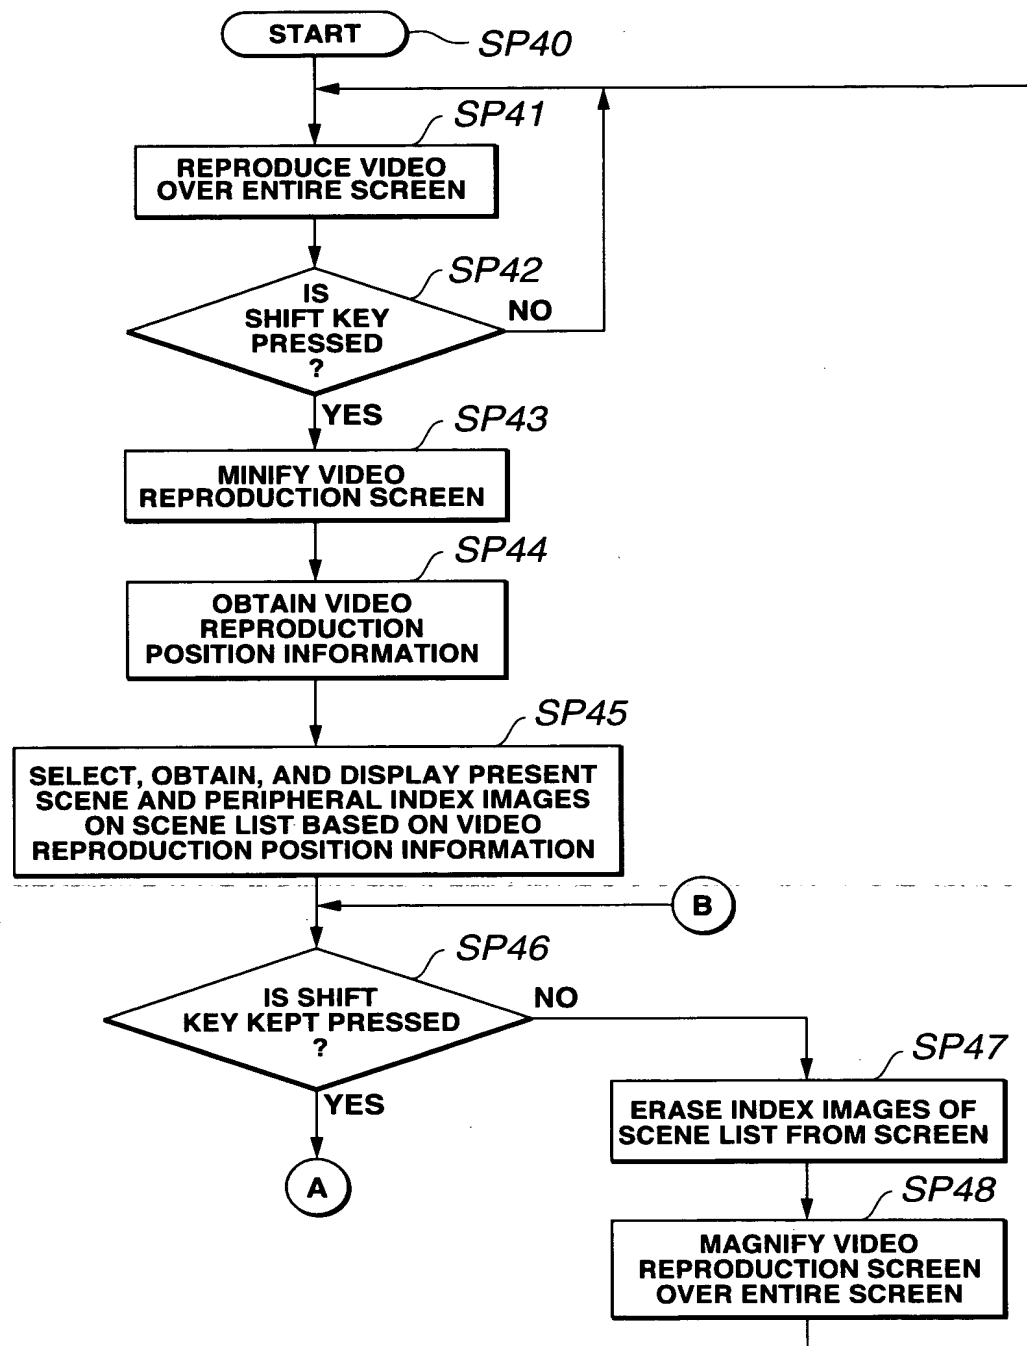 START
SP40
SP41
REPRODUCE VIDEO
OVER ENTIRE SCREEN
SP42
IS
SHIFT KEY
PRESSED
?
NO
YES
SP43
MINIFY VIDEO
REPRODUCTION SCREEN
SP44
OBTAIN VIDEO
REPRODUCTION
POSITION INFORMATION
SP45
SELECT, OBTAIN, AND DISPLAY PRESENT
SCENE AND PERIPHERAL INDEX IMAGES
ON SCENE LIST BASED ON VIDEO
REPRODUCTION POSITION INFORMATION
B
SP46
IS SHIFT
KEY KEPT PRESSED
?
NO
YES
A
SP47
ERASE INDEX IMAGES OF
SCENE LIST FROM SCREEN
SP48
MAGNIFY VIDEO
REPRODUCTION SCREEN
OVER ENTIRE SCREEN